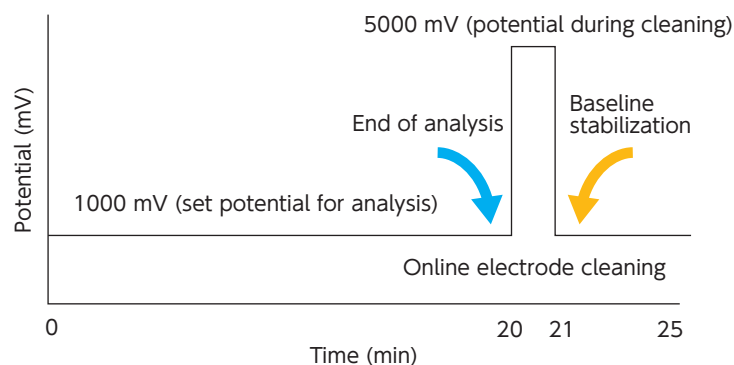 5000 mV (potential during cleaning)
Potential (mV)
End of analysis
Baseline
stabilization
1000 mV (set potential for analysis)
Online electrode cleaning
0
20
21
25
Time (min)